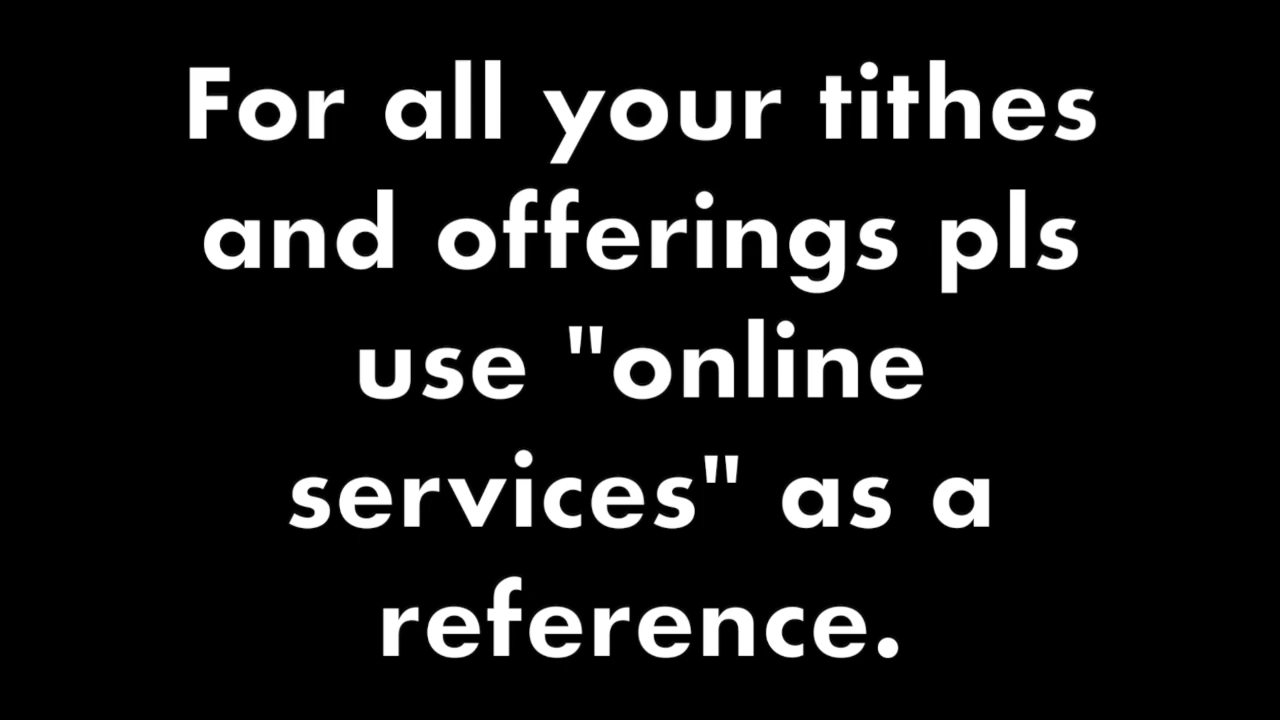 For all your tithes
and offerings pls
use "online
services" as a
reference.